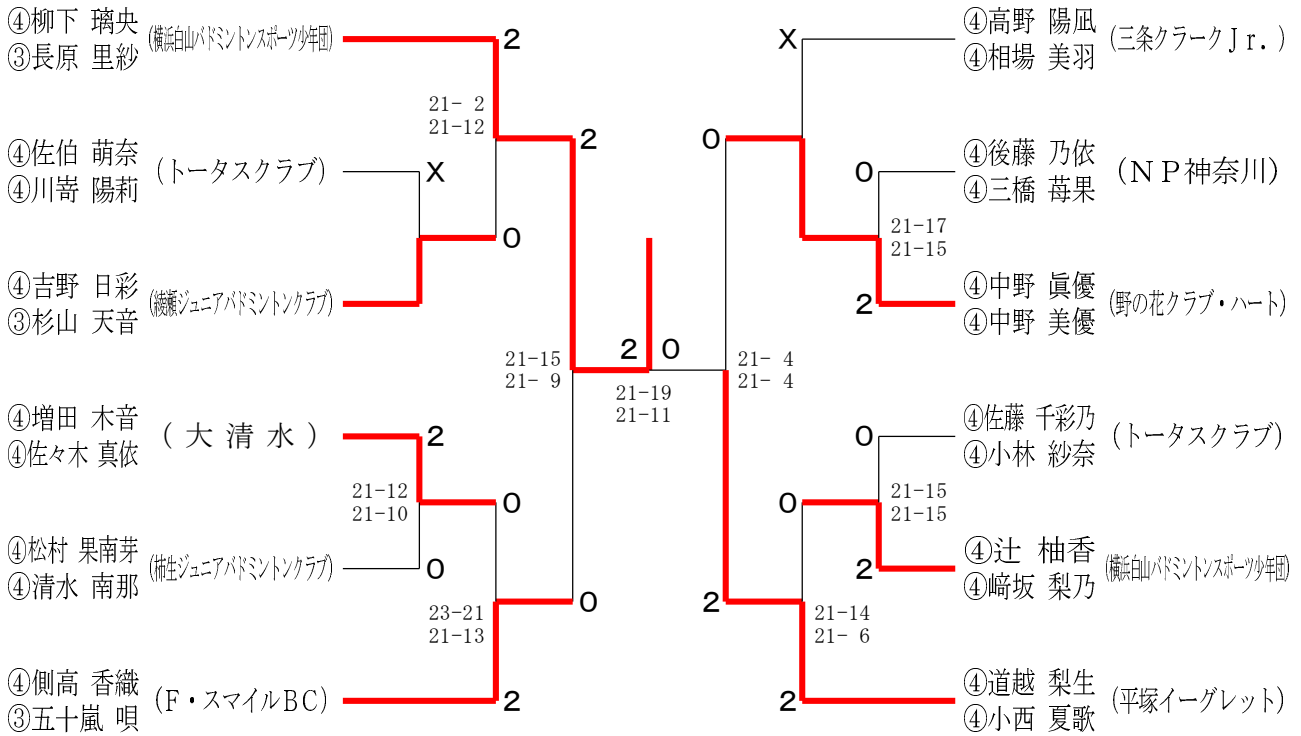 ④柳下 璃央
③長原 里紗
(横浜白山バドミントンスポーツ少年団)
2
21- 2
21-12
2
④佐伯 萌奈
④川嵜 陽莉
(トータスクラブ)
X
0
④吉野 日彩
③杉山 天音
(綾瀬ジュニアバドミントンクラブ)
21-15
21- 9
④増田 木音
④佐々木 真依
(大清水)
2
21-12
21-10
0
④松村 果南芽
④清水 南那
(柿生ジュニアバドミントンクラブ)
0
23-21
21-13
0
④側高 香織
③五十嵐 唄
(F・スマイルBC)
2
2 0
21-19
21-11
X
④高野 陽凪
④相場 美羽
(三条クラークJr.)
0
0
④後藤 乃依
④三橋 苺果
(NP神奈川)
21-17
21-15
2
④中野 眞優
④中野 美優
(野の花クラブ・ハート)
21- 4
21- 4
0
④佐藤 千彩乃
④小林 紗奈
(トータスクラブ)
0
21-15
21-15
2
④辻 柚香
④﨑坂 梨乃
(横浜白山バドミントンスポーツ少年団)
2
21-14
21- 6
2
④道越 梨生
④小西 夏歌
(平塚イーグレット)